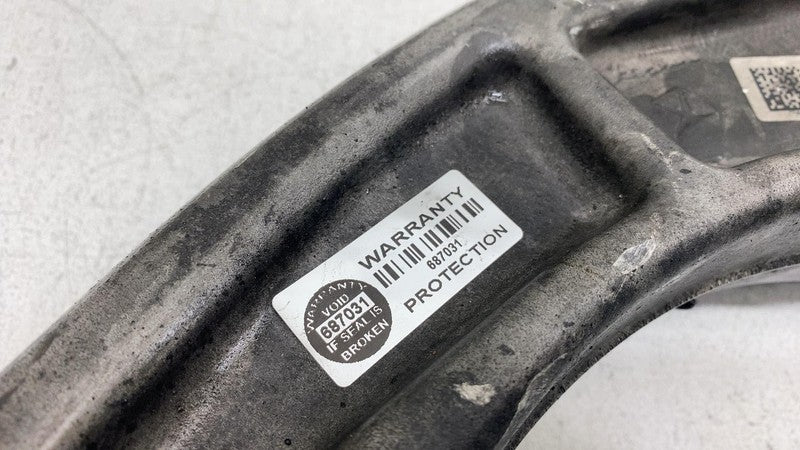 WARRANTY
687031
PROTECTION
WARRANTY
VOID
687031
IF SEAL IS
BROKEN